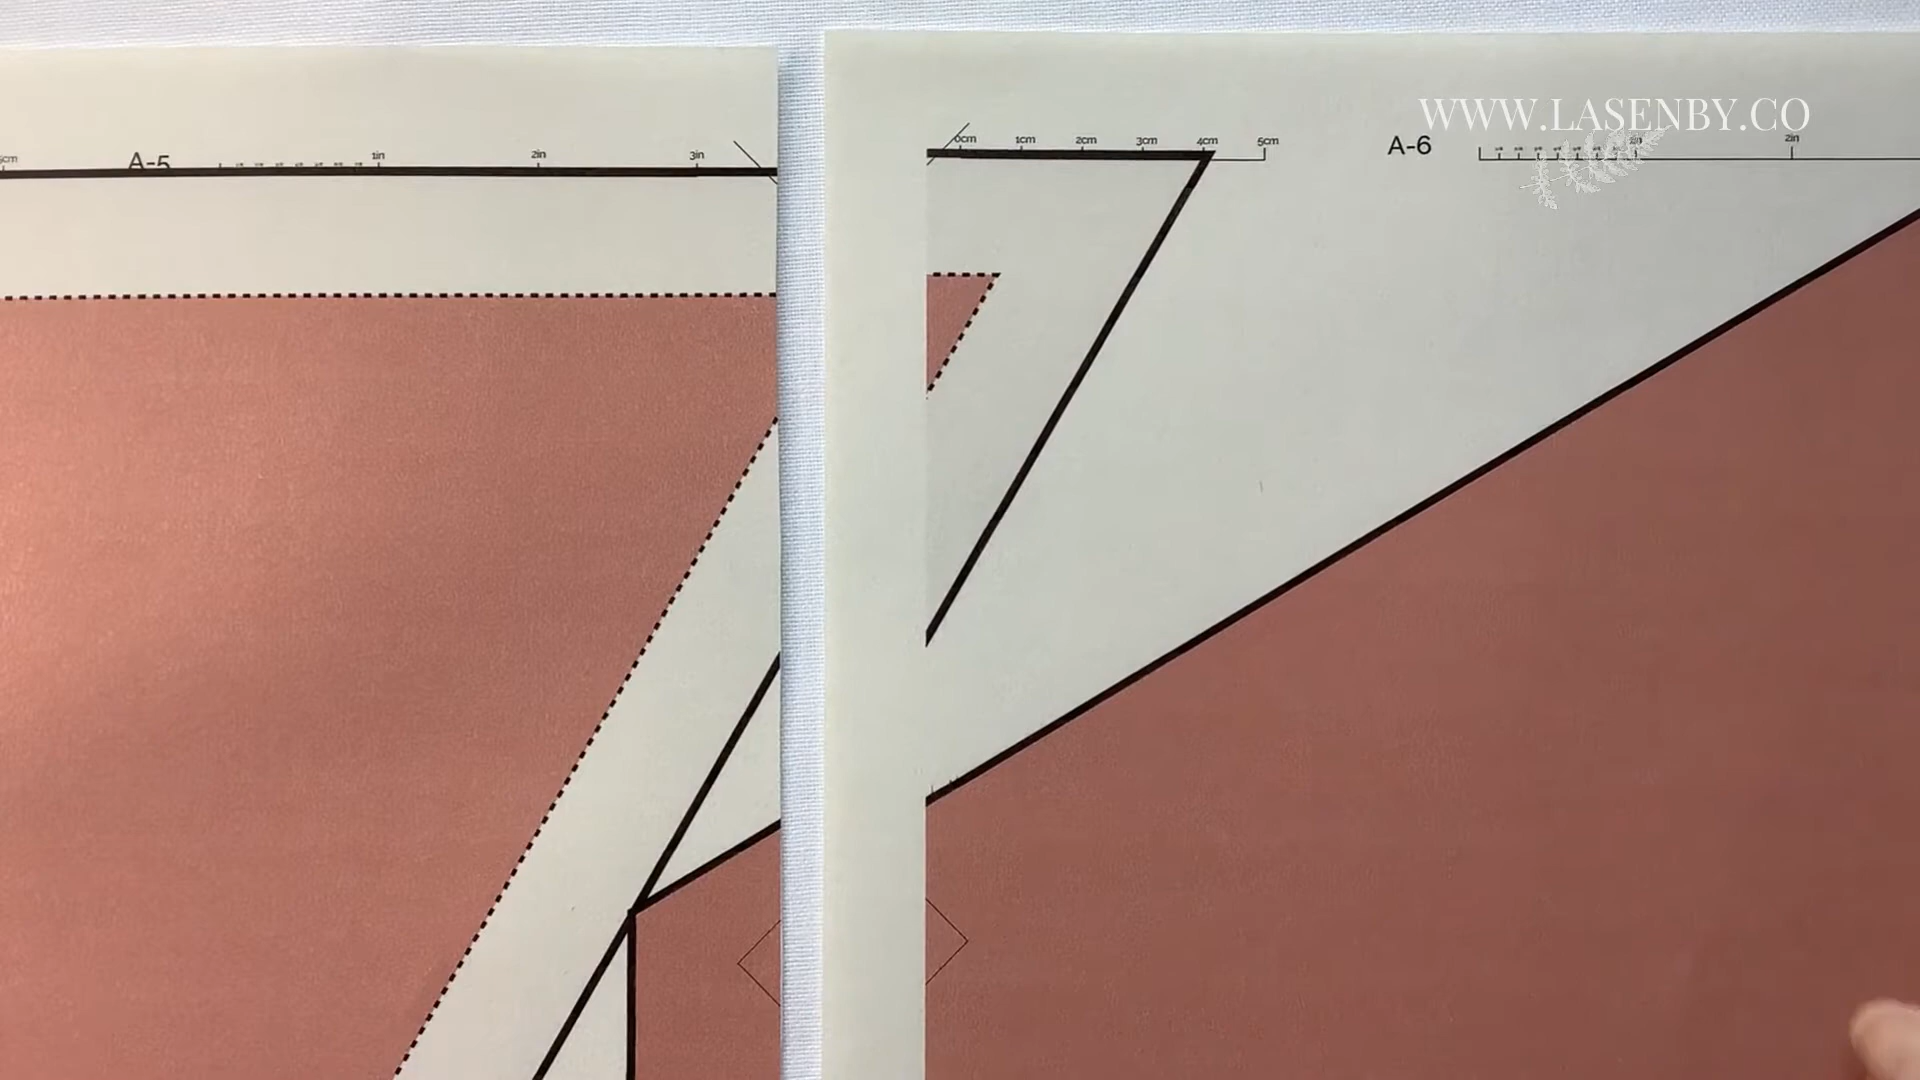 WWW.LASENBY.CO
A-5
1in
2in
3in
0cm
1cm
2cm
3cm
4cm
5cm
A-6
2in